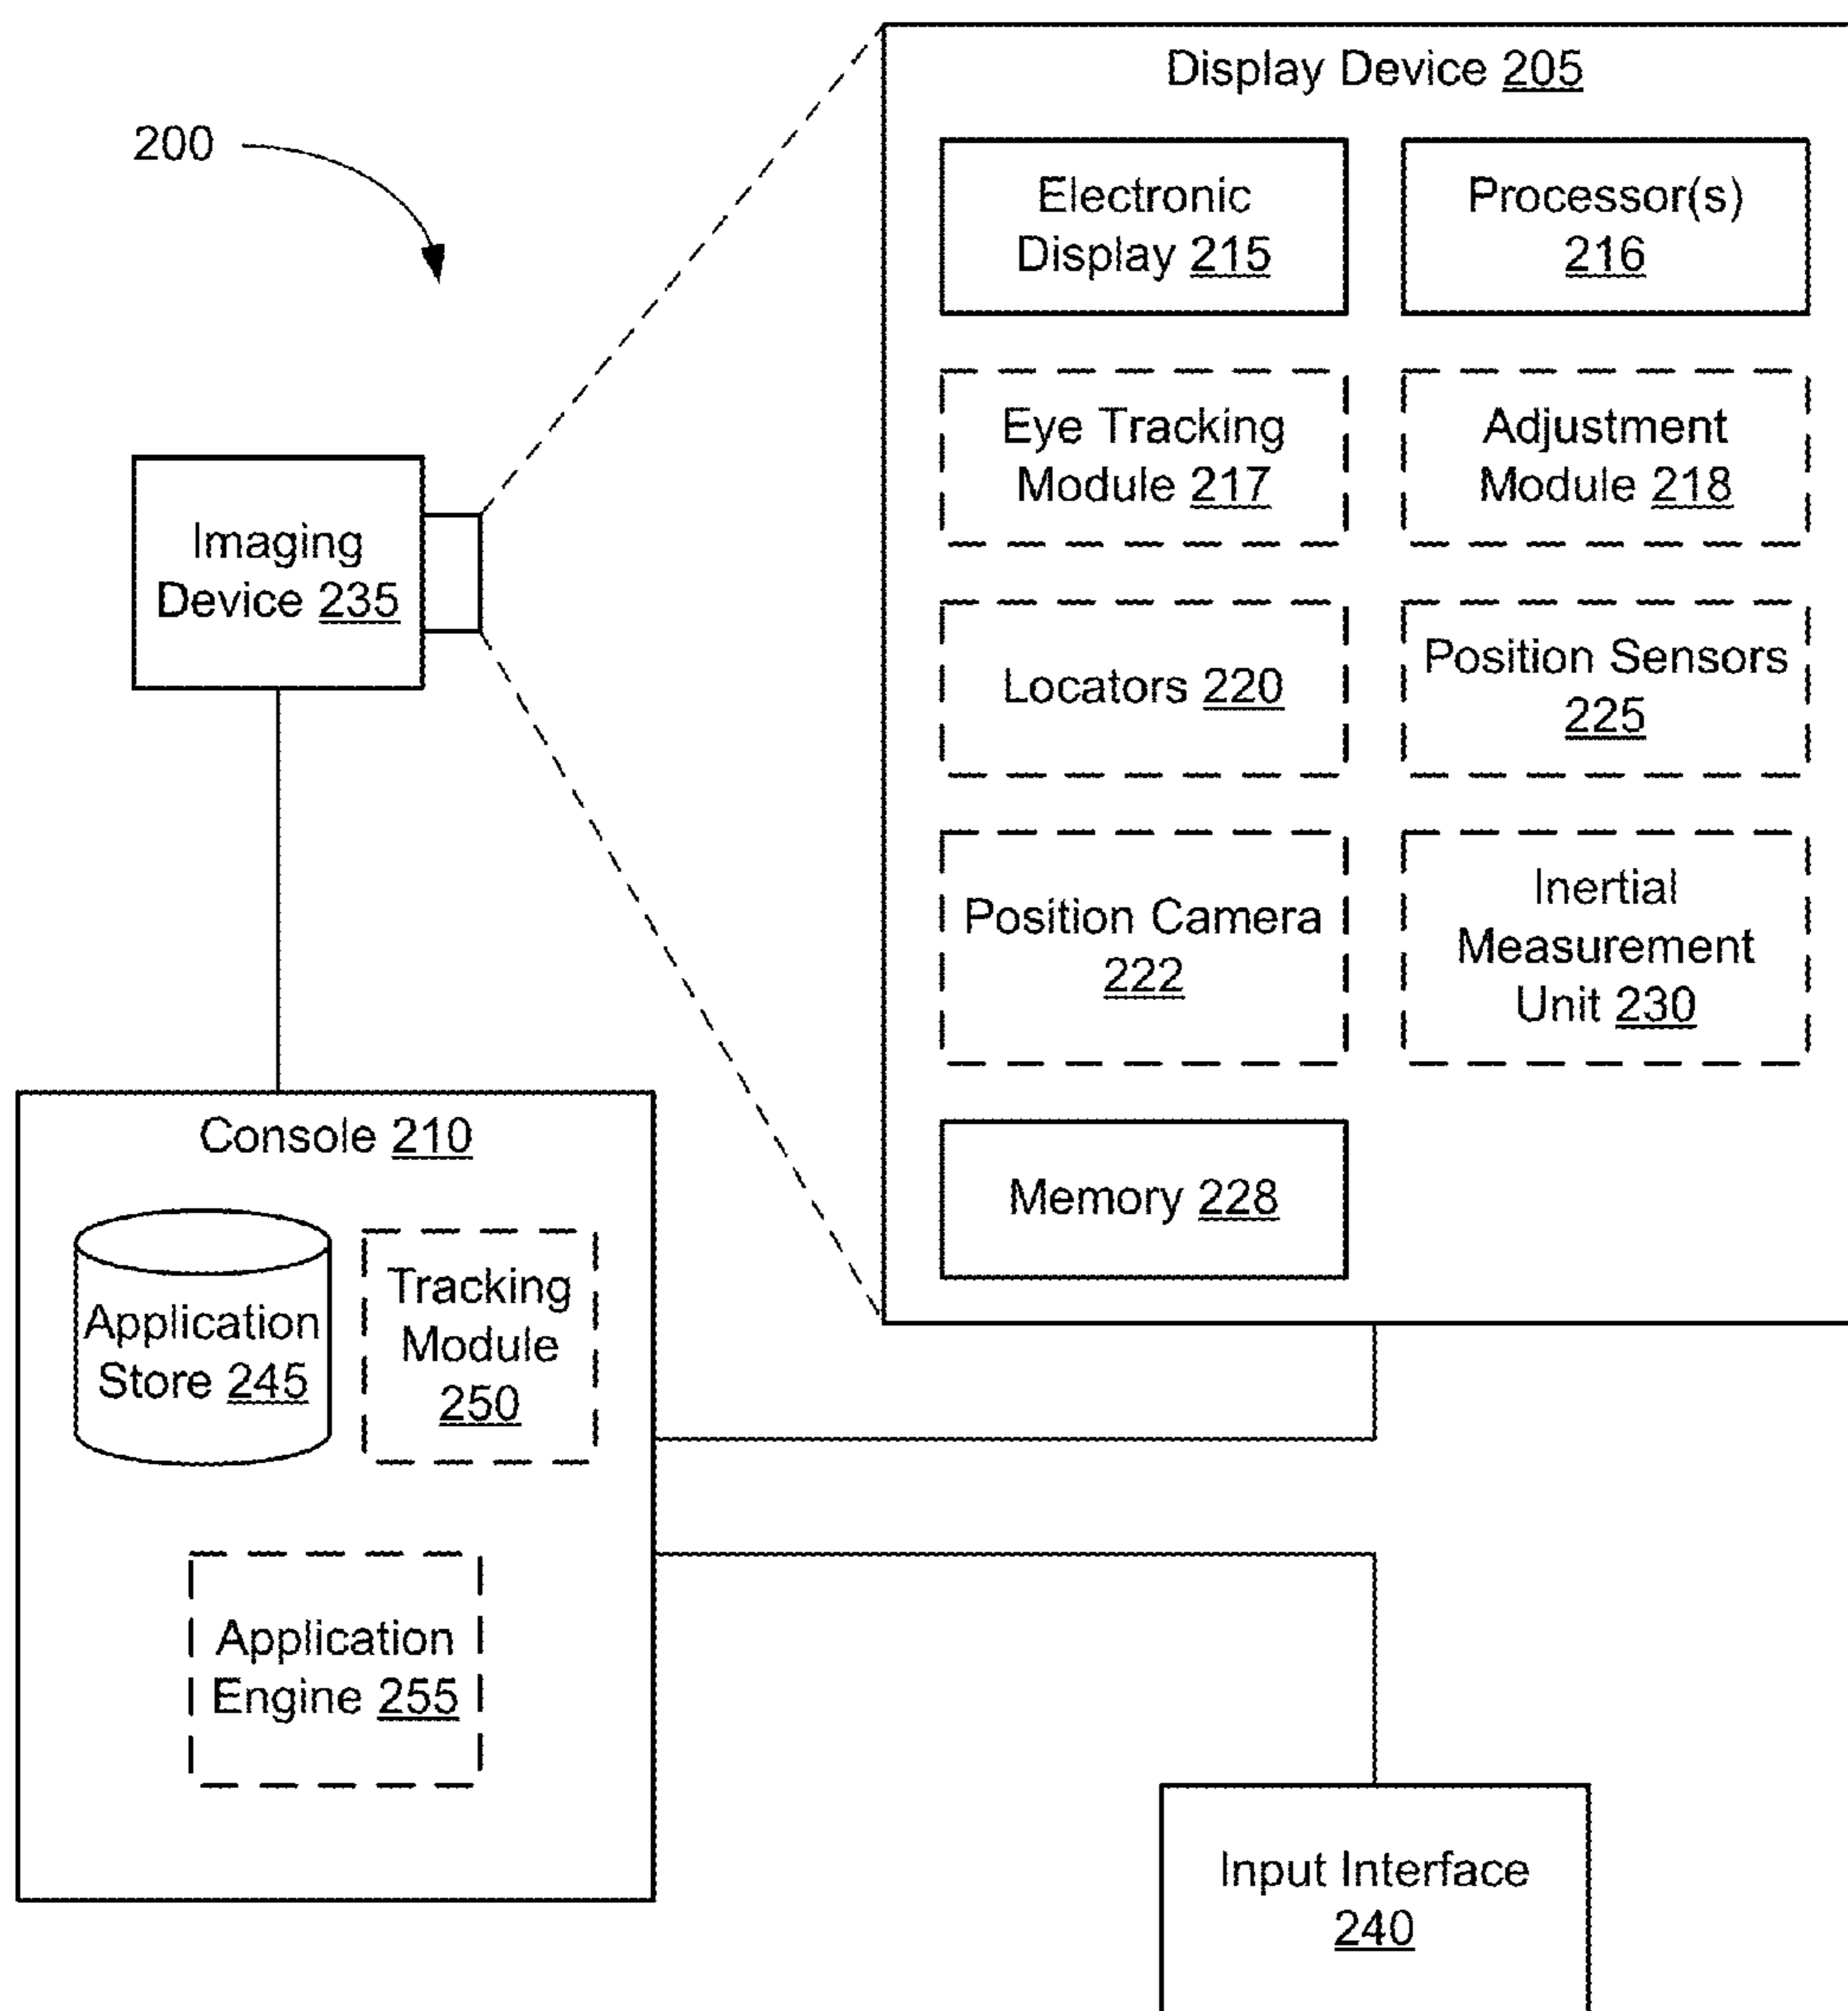 200
Display Device 205
Electronic
Display 215
Processor(s)
216
Eye Tracking
Module 217
Adjustment
Module 218
Imaging
Device 235
Locators 220
Position Sensors
225
Position Camera
222
Inertial
Measurement
Unit 230
Memory 228
Console 210
Application
Store 245
Tracking
Module
250
Application
Engine 255
Input Interface
240